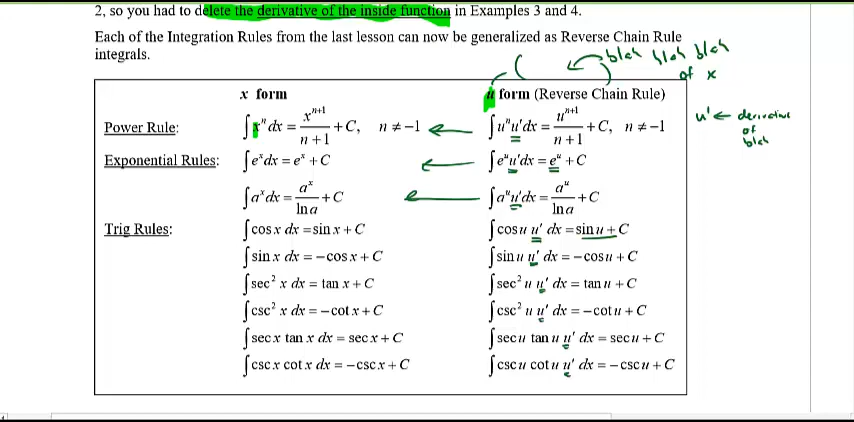 2, so you had to delete the derivative of the inside function in Examples 3 and 4.
Each of the Integration Rules from the last lesson can now be generalized as Reverse Chain Rule
integrals.
blah blah blah
of x
x form u form (Reverse Chain Rule)
Power Rule: ∫xⁿ dx = xⁿ⁺¹/(n+1) + C, n ≠ −1 ← ∫uⁿu′dx = uⁿ⁺¹/(n+1) + C, n ≠ −1
u' ← derivative
of
blah
Exponential Rules: ∫eˣdx = eˣ + C ← ∫eᵘu′dx = eᵘ + C
∫aˣdx = aˣ/ln a + C ← ∫aᵘu′dx = aᵘ/ln a + C
Trig Rules: ∫cos x dx = sin x + C ∫cos u u′ dx = sin u + C
∫sin x dx = −cos x + C ∫sin u u′ dx = −cos u + C
∫sec² x dx = tan x + C ∫sec² u u′ dx = tan u + C
∫csc² x dx = −cot x + C ∫csc² u u′ dx = −cot u + C
∫sec x tan x dx = sec x + C ∫sec u tan u u′ dx = sec u + C
∫csc x cot x dx = −csc x + C ∫csc u cot u u′ dx = −csc u + C